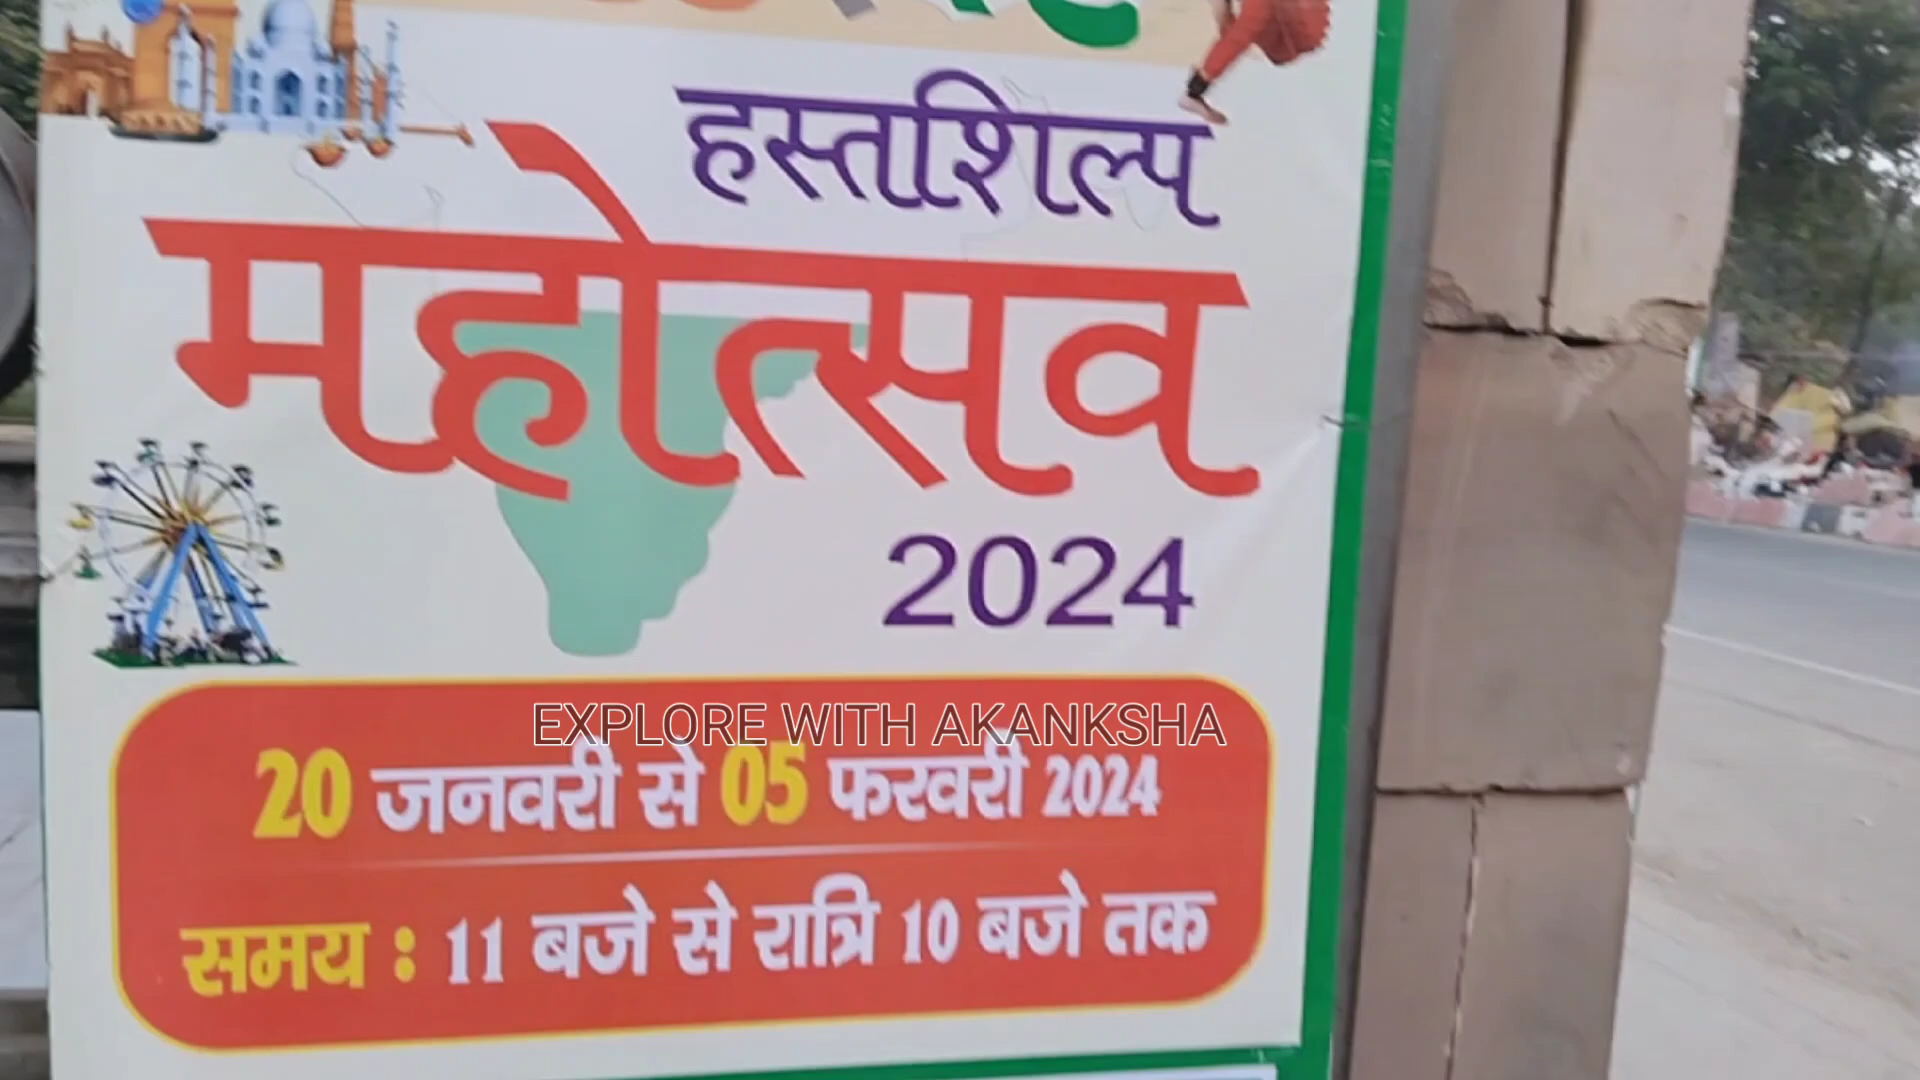 हस्तशिल्प
महोत्सव
2024
EXPLORE WITH AKANKSHA
20 जनवरी से 05 फरवरी 2024
समय : 11 बजे से रात्रि 10 बजे तक